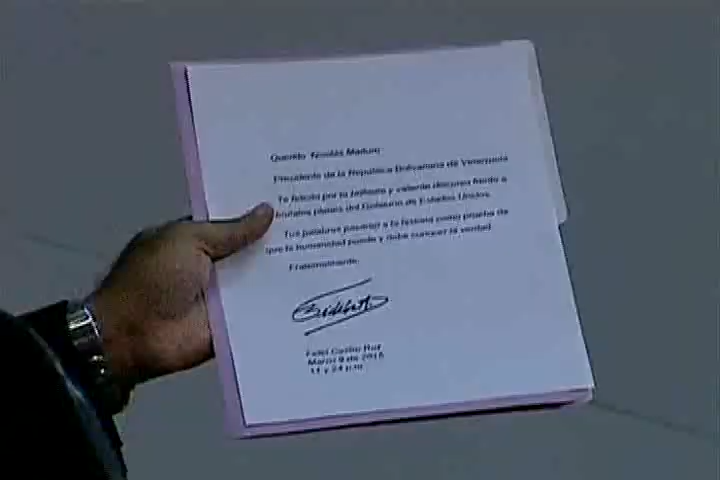 Querido Nicolás Maduro
Presidente de la República Bolivariana de Venezuela
Te felicito por tu brillante y valiente discurso frente a
brutales planes del Gobierno de Estados Unidos.
Tus palabras pasarán a la historia como prueba de
que la humanidad puede y debe conocer la verdad
Fraternalmente,
Fidel Castro Ruz
Marzo 9 de 2015
11 y 24 p.m.